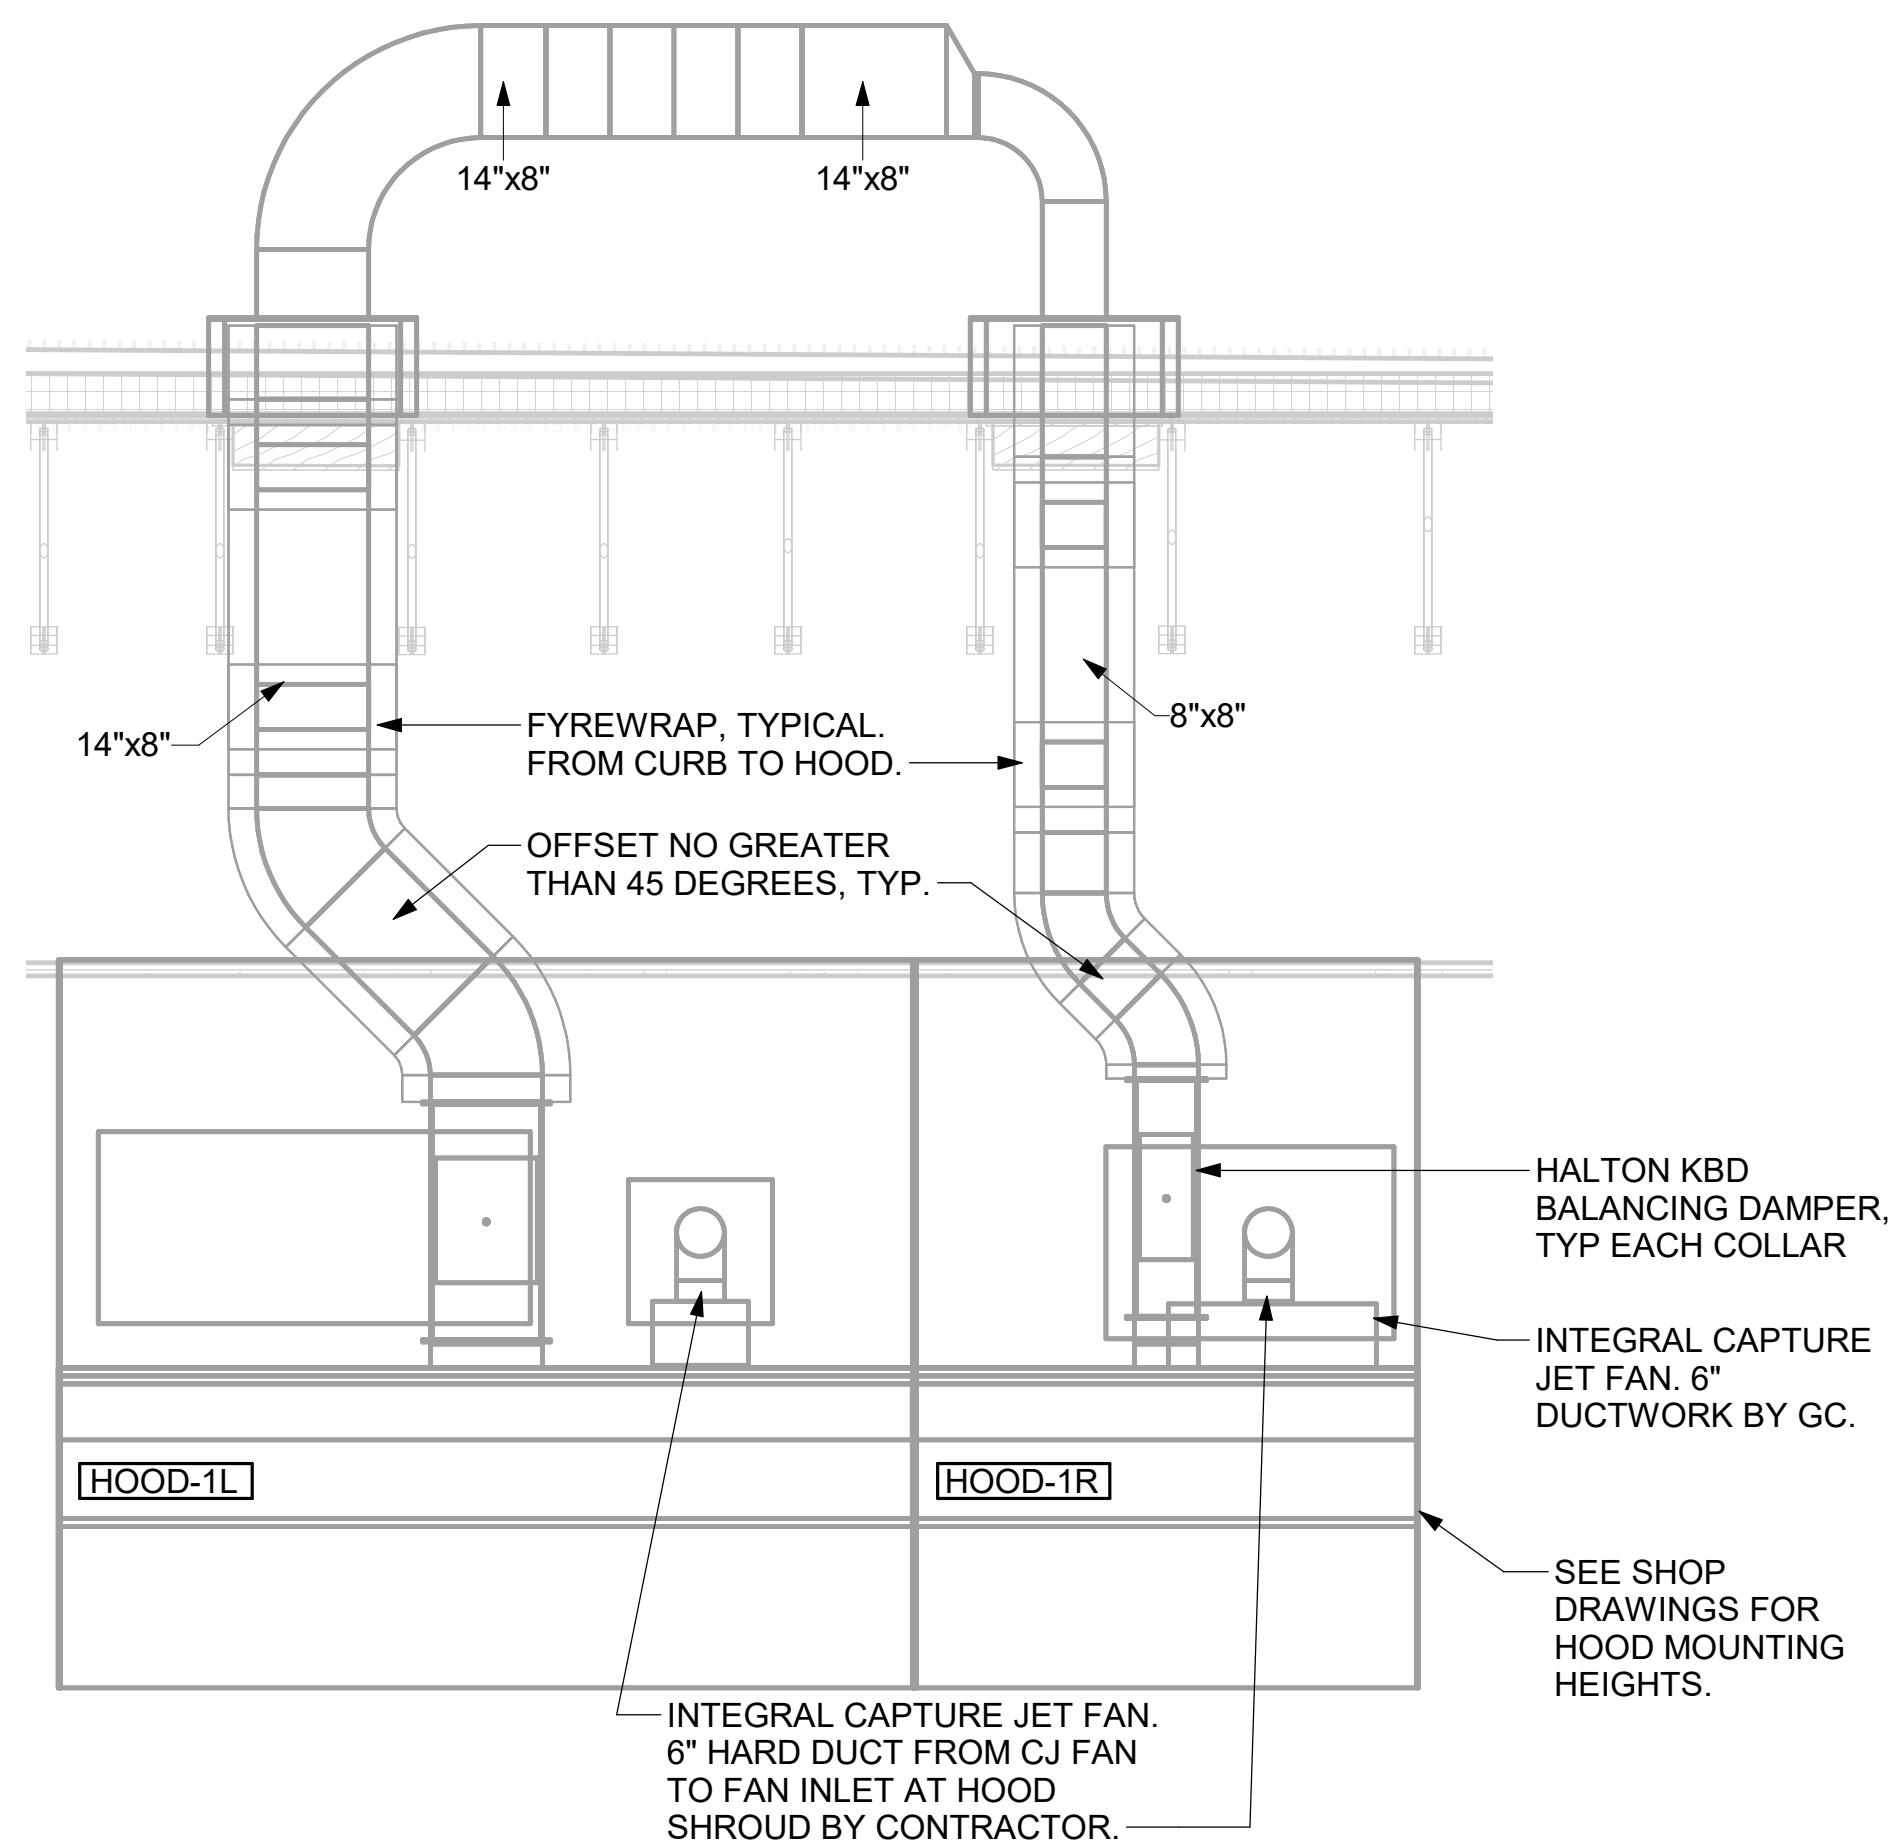 14"x8"
14"x8"
14"x8"
FYREWRAP, TYPICAL.
FROM CURB TO HOOD.
8"x8"
OFFSET NO GREATER
THAN 45 DEGREES, TYP.
HALTON KBD
BALANCING DAMPER,
TYP EACH COLLAR
INTEGRAL CAPTURE
JET FAN. 6"
DUCTWORK BY GC.
HOOD-1L
HOOD-1R
SEE SHOP
DRAWINGS FOR
HOOD MOUNTING
HEIGHTS.
INTEGRAL CAPTURE JET FAN.
6" HARD DUCT FROM CJ FAN
TO FAN INLET AT HOOD
SHROUD BY CONTRACTOR.